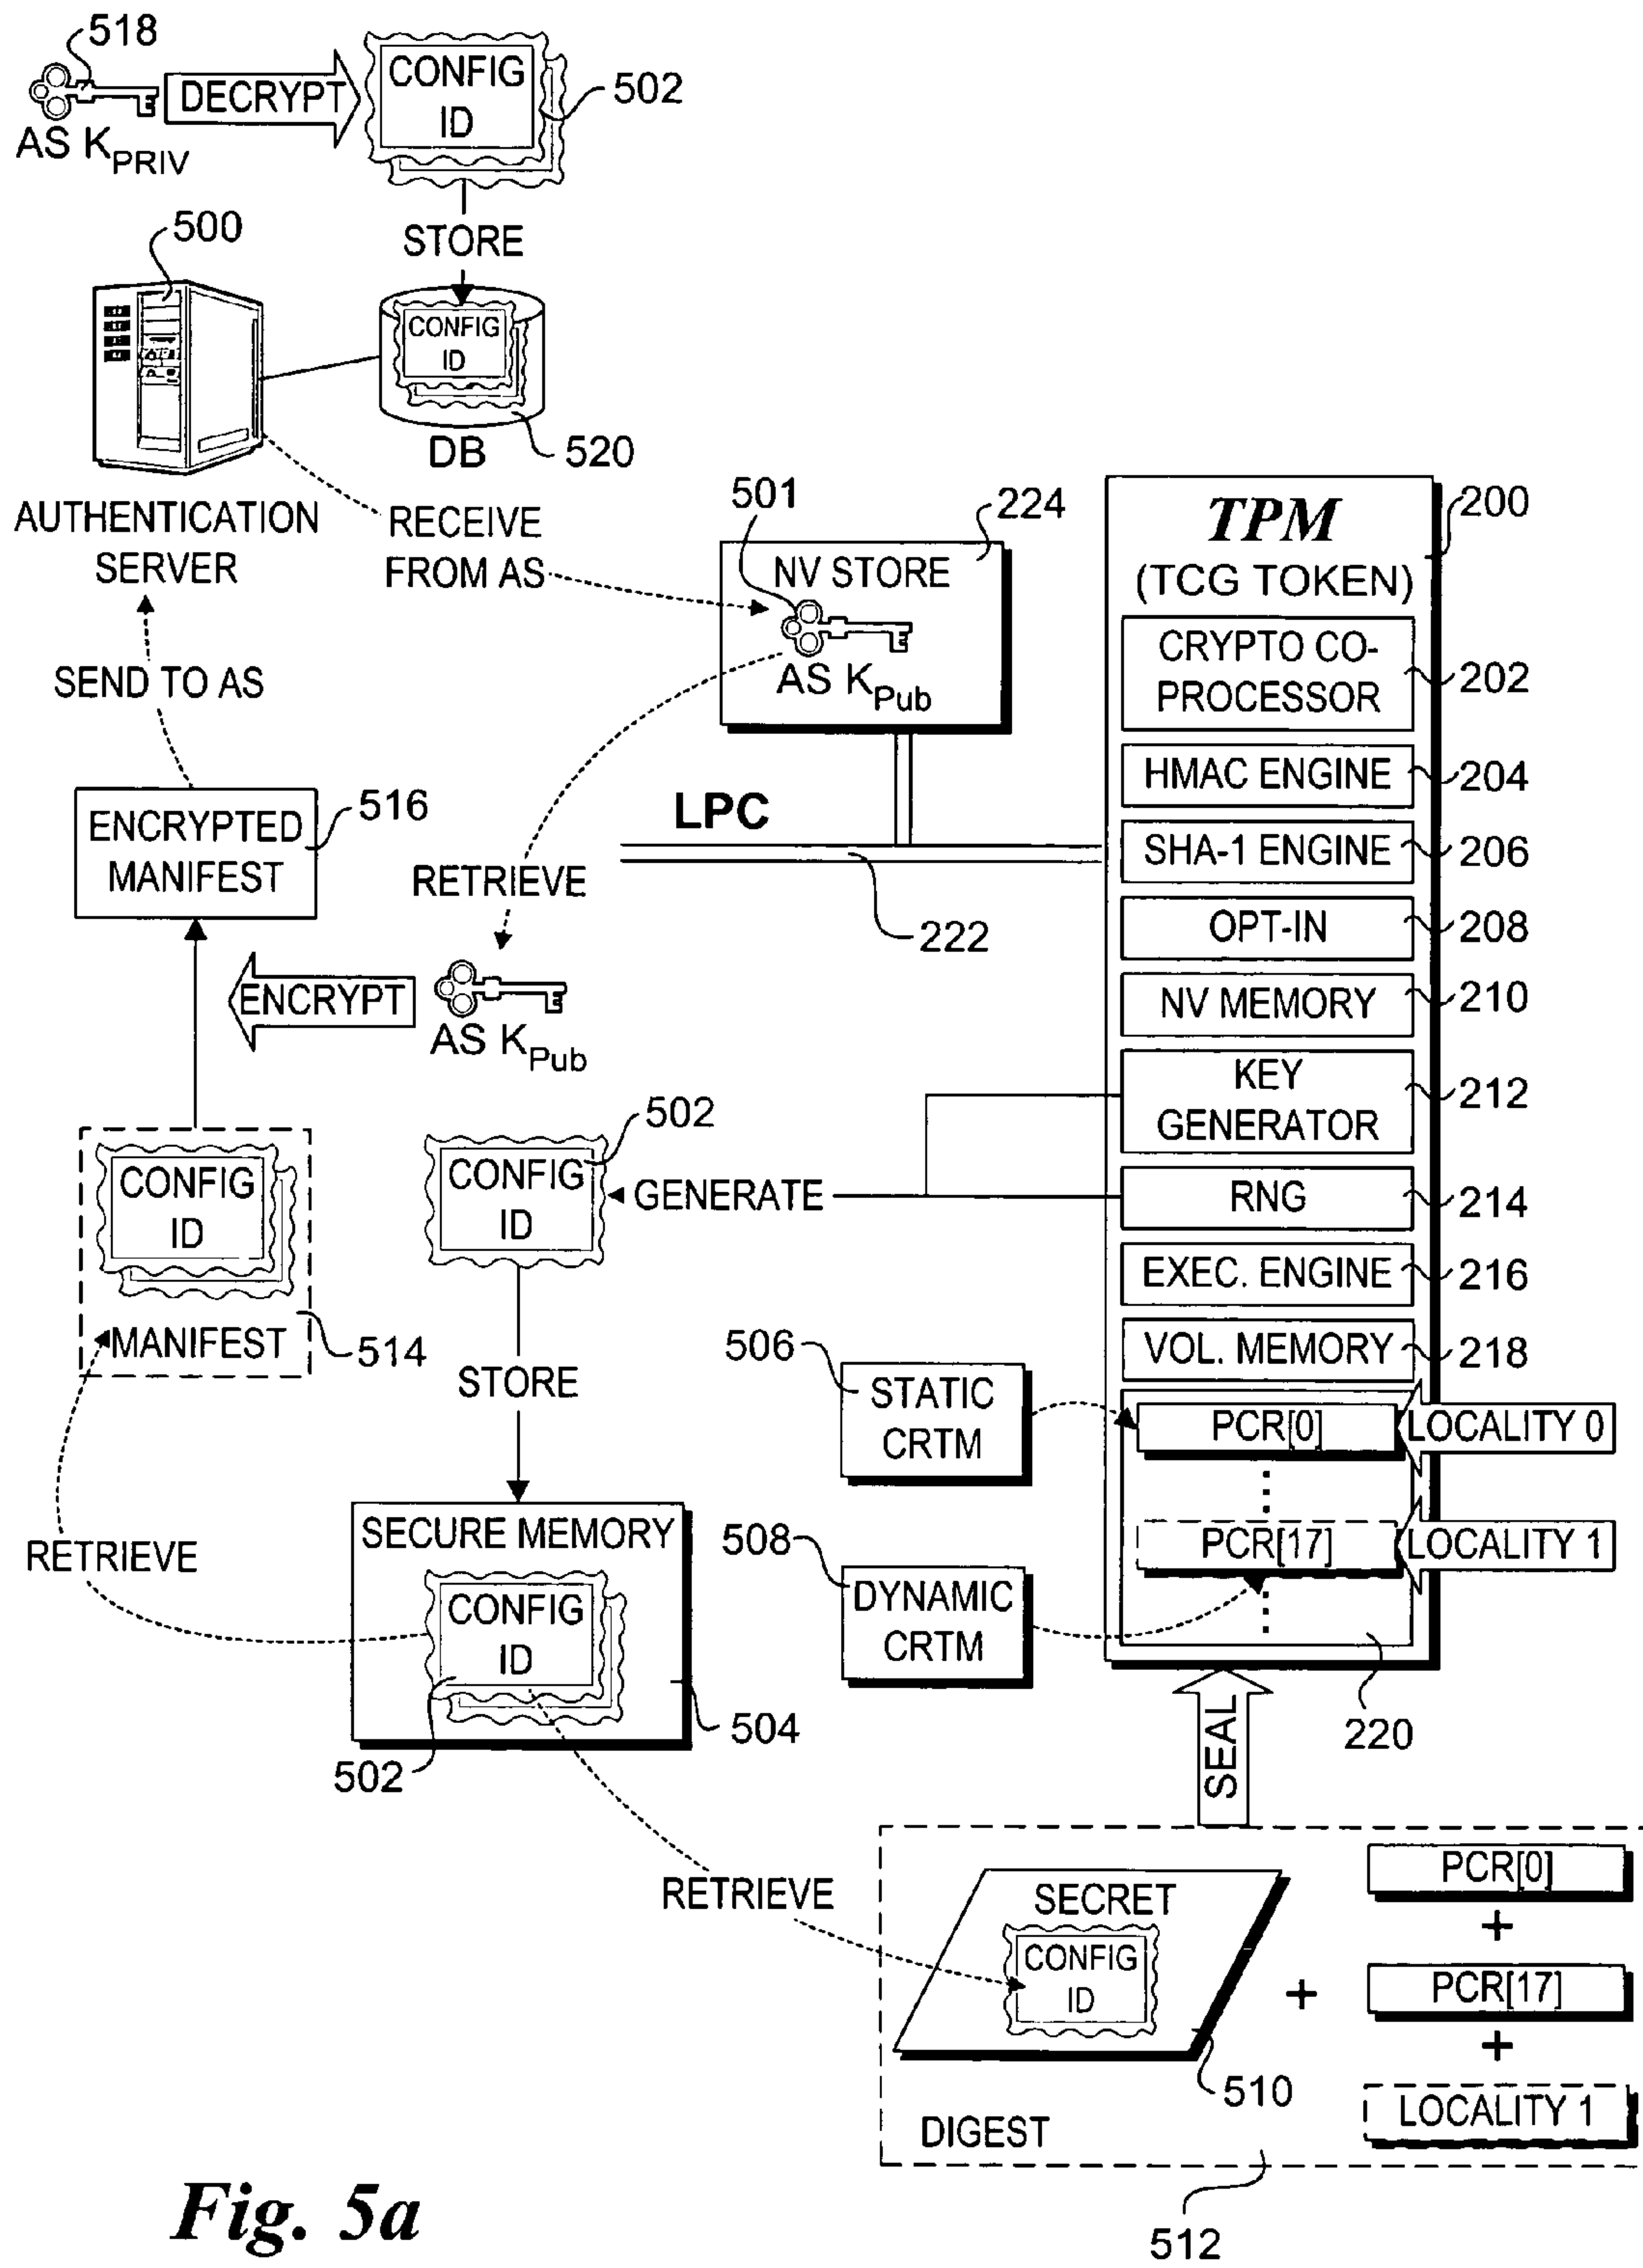 518
DECRYPT
AS KPRIV
CONFIG
ID
502
STORE
500
CONFIG
ID
DB
520
AUTHENTICATION
SERVER
RECEIVE
FROM AS
SEND TO AS
501
224
NV STORE
AS KPub
LPC
222
RETRIEVE
ENCRYPTED
MANIFEST
516
ENCRYPT
AS KPub
TPM
(TCG TOKEN)
200
CRYPTO CO-
PROCESSOR
202
HMAC ENGINE
204
SHA-1 ENGINE
206
OPT-IN
208
NV MEMORY
210
KEY
GENERATOR
212
RNG
214
EXEC. ENGINE
216
VOL. MEMORY
218
PCR[0]
LOCALITY 0
PCR[17]
LOCALITY 1
220
502
CONFIG
ID
GENERATE
CONFIG
ID
MANIFEST
514
STORE
506
STATIC
CRTM
508
DYNAMIC
CRTM
RETRIEVE
SECURE MEMORY
CONFIG
ID
504
502
SEAL
RETRIEVE
SECRET
CONFIG
ID
510
+
PCR[0]
+
PCR[17]
+
LOCALITY 1
DIGEST
512
Fig. 5a